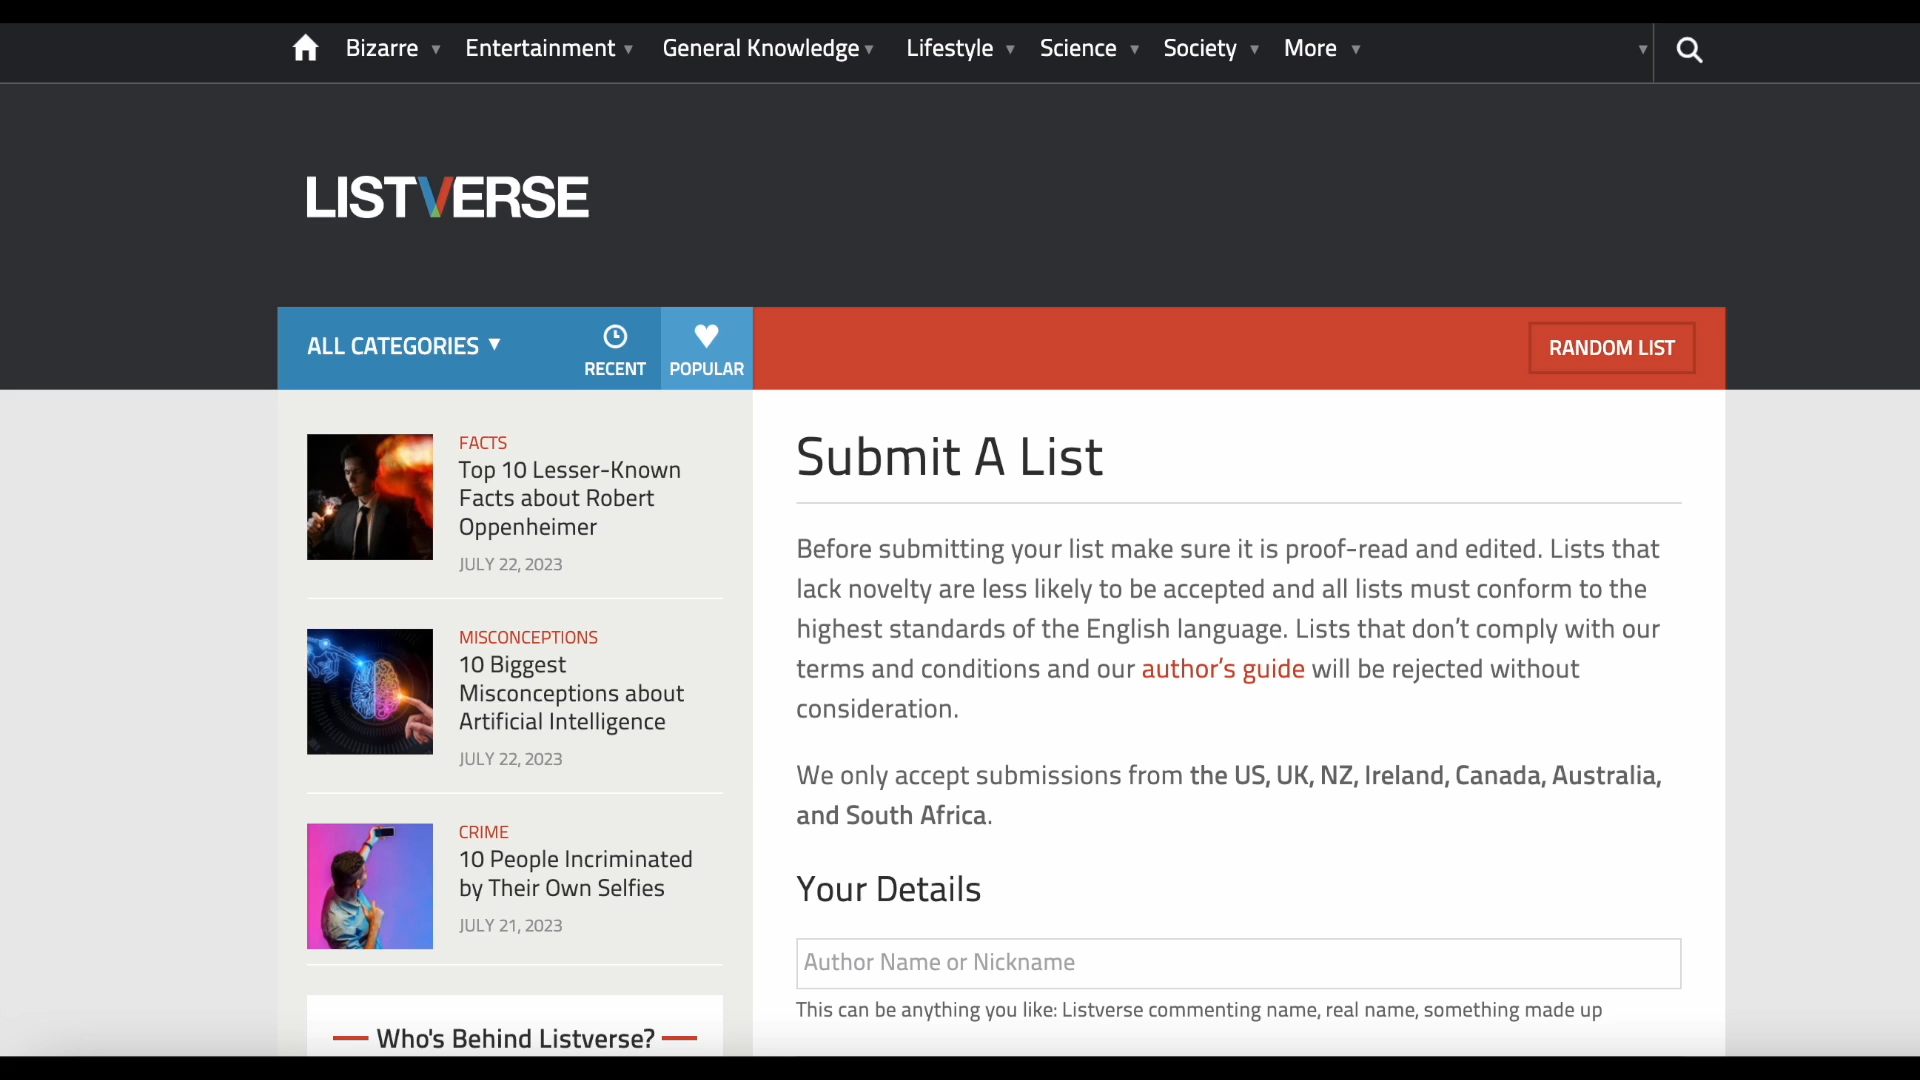 Bizarre ▾ Entertainment ▾ General Knowledge ▾ Lifestyle ▾ Science ▾ Society ▾ More ▾
LISTVERSE
ALL CATEGORIES ▼
RECENT
POPULAR
RANDOM LIST
FACTS
Top 10 Lesser-Known
Facts about Robert
Oppenheimer
JULY 22, 2023
MISCONCEPTIONS
10 Biggest
Misconceptions about
Artificial Intelligence
JULY 22, 2023
CRIME
10 People Incriminated
by Their Own Selfies
JULY 21, 2023
Who's Behind Listverse?
Submit A List
Before submitting your list make sure it is proof-read and edited. Lists that
lack novelty are less likely to be accepted and all lists must conform to the
highest standards of the English language. Lists that don’t comply with our
terms and conditions and our author’s guide will be rejected without
consideration.
We only accept submissions from the US, UK, NZ, Ireland, Canada, Australia,
and South Africa.
Your Details
Author Name or Nickname
This can be anything you like: Listverse commenting name, real name, something made up